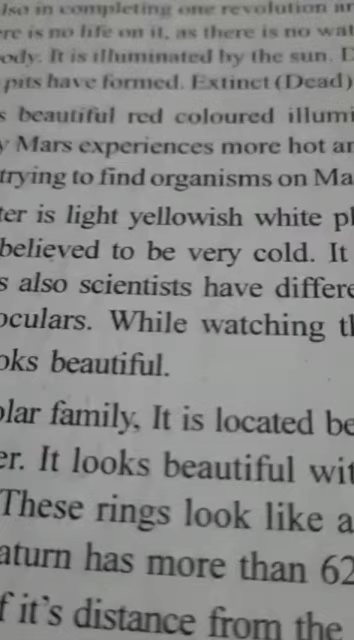 lso in completing one revolution ar
re is no life on it, as there is no wat
ody. It is illuminated by the sun. D
pits have formed. Extinct (Dead)
s beautiful red coloured illumi
y Mars experiences more hot ar
trying to find organisms on Ma
ter is light yellowish white pl
believed to be very cold. It
s also scientists have differe
oculars. While watching th
oks beautiful.
olar family, It is located be
er. It looks beautiful wit
These rings look like a
aturn has more than 62
f it's distance from the